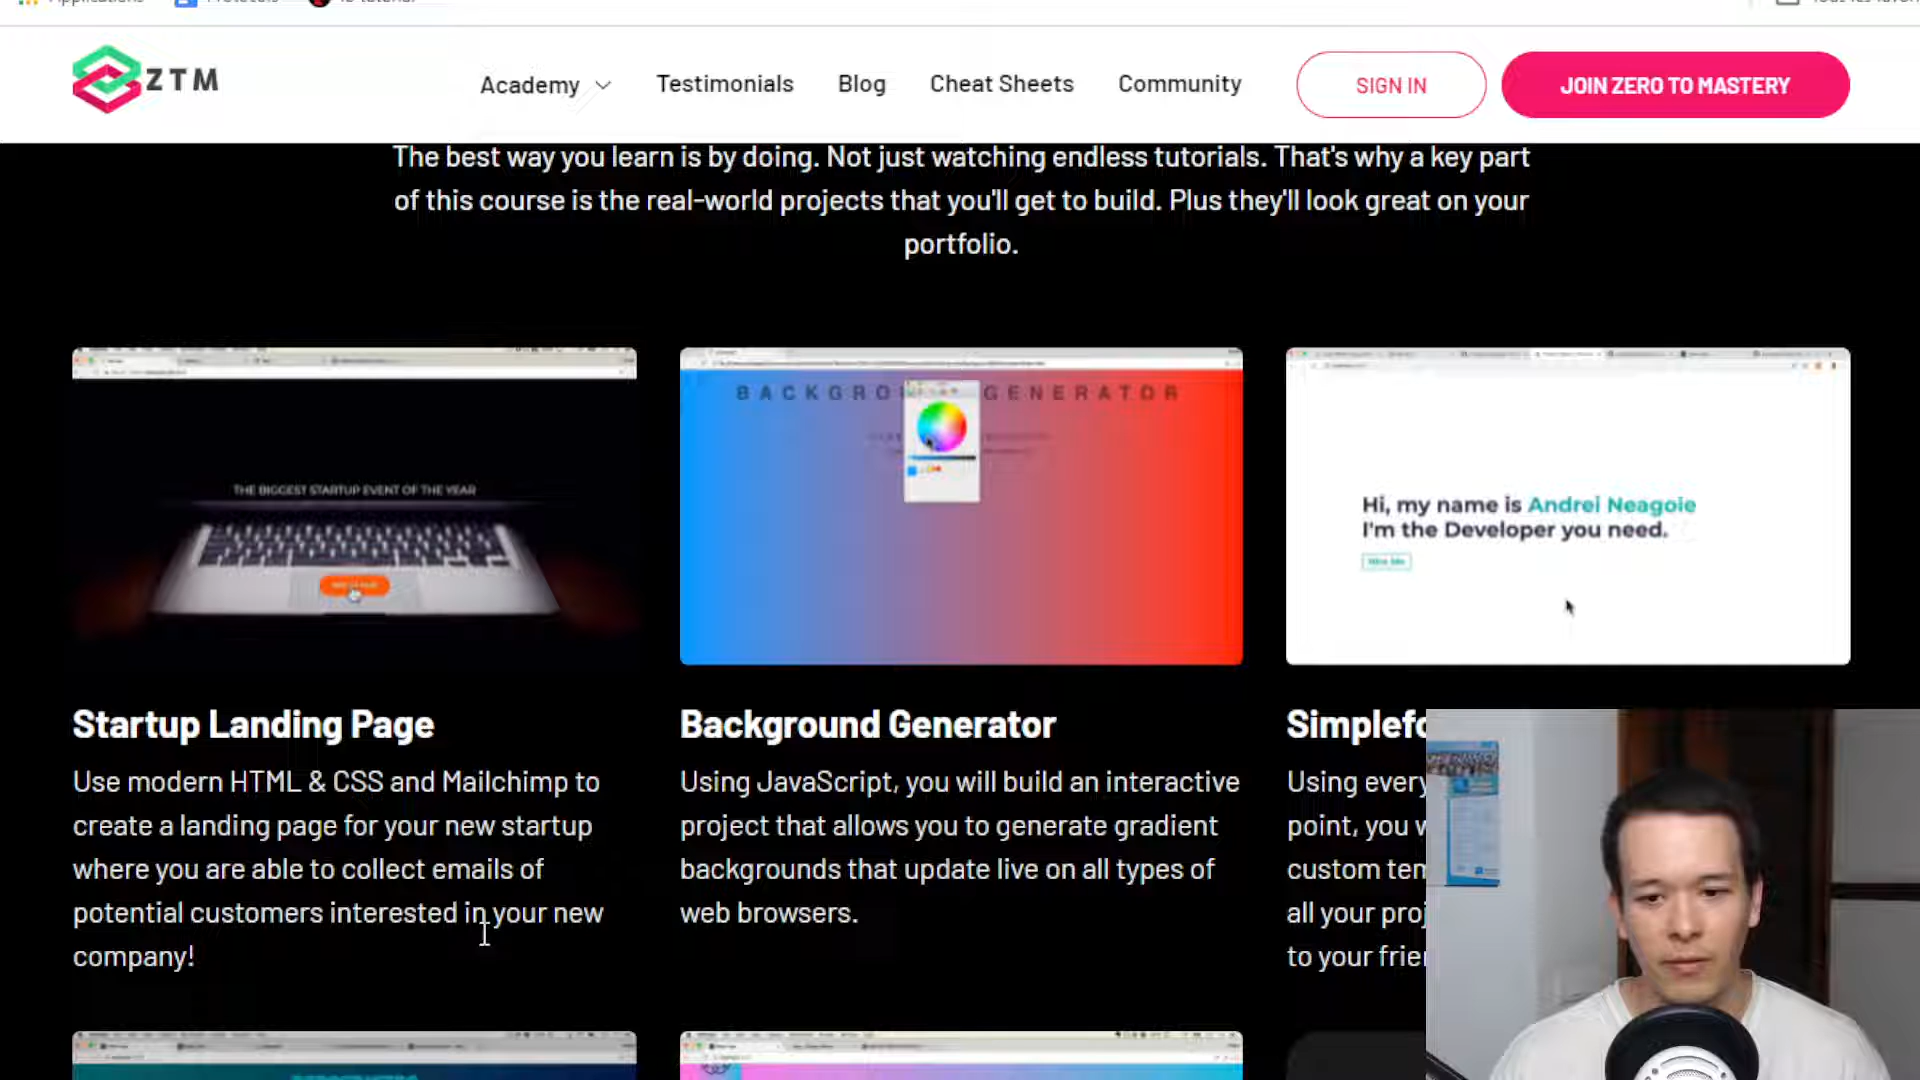 ZTM
Academy
Testimonials
Blog
Cheat Sheets
Community
SIGN IN
JOIN ZERO TO MASTERY
The best way you learn is by doing. Not just watching endless tutorials. That's why a key part
of this course is the real-world projects that you'll get to build. Plus they'll look great on your
portfolio.
THE BIGGEST STARTUP EVENT OF THE YEAR
GENERATOR
Hi, my name is Andrei Neagoie
I'm the Developer you need.
Hire Me
Startup Landing Page
Use modern HTML & CSS and Mailchimp to
create a landing page for your new startup
where you are able to collect emails of
potential customers interested in your new
company!
Background Generator
Using JavaScript, you will build an interactive
project that allows you to generate gradient
backgrounds that update live on all types of
web browsers.
Simplefo
Using every
point, you w
custom tem
all your proj
to your frien